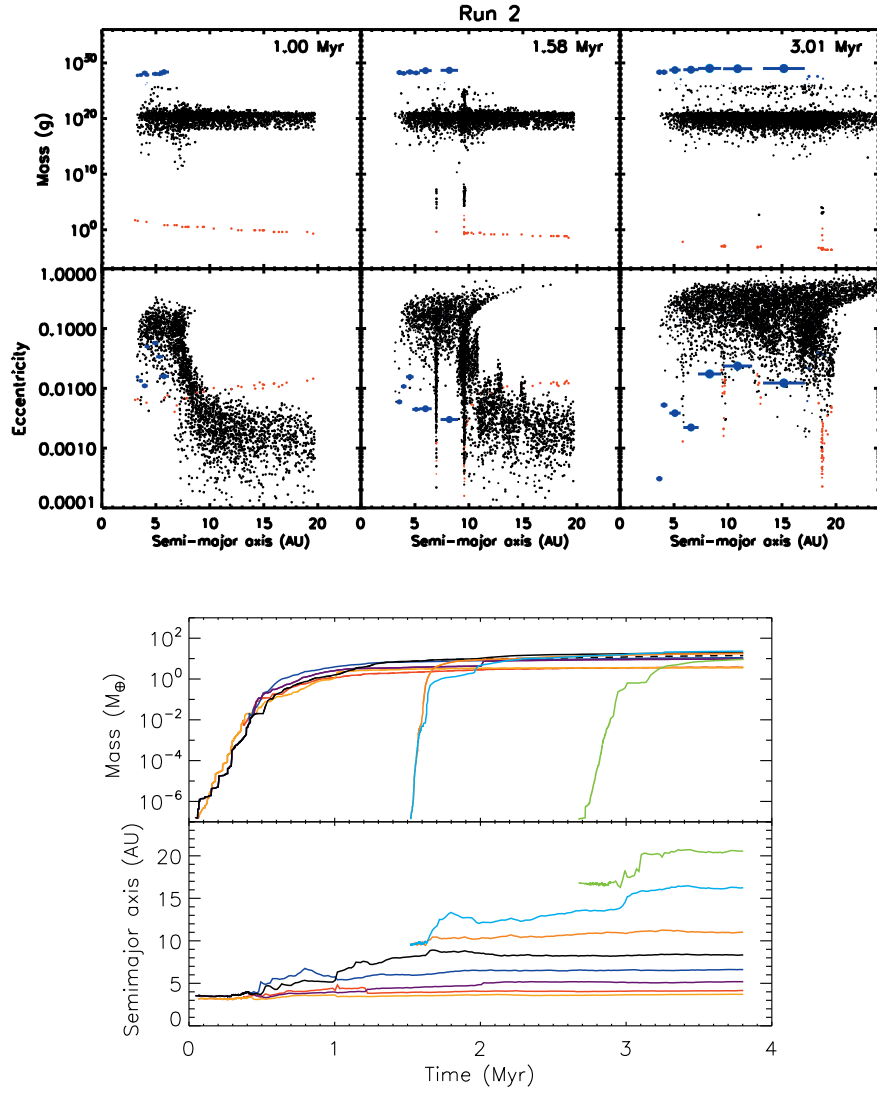 Run 2
1.00 Myr 1.58 Myr 3.01 Myr
10^30
10^20
10^10
10^0
Mass (g)
1.0000
0.1000
0.0100
0.0010
0.0001
Eccentricity
0 5 10 15 20 0 5 10 15 20 0 5 10 15 20
Semi-major axis (AU) Semi-major axis (AU) Semi-major axis (AU)
10^2
10^0
10^-2
10^-4
10^-6
Mass (M⊕)
20
15
10
5
0
Semimajor axis (AU)
0 1 2 3 4
Time (Myr)